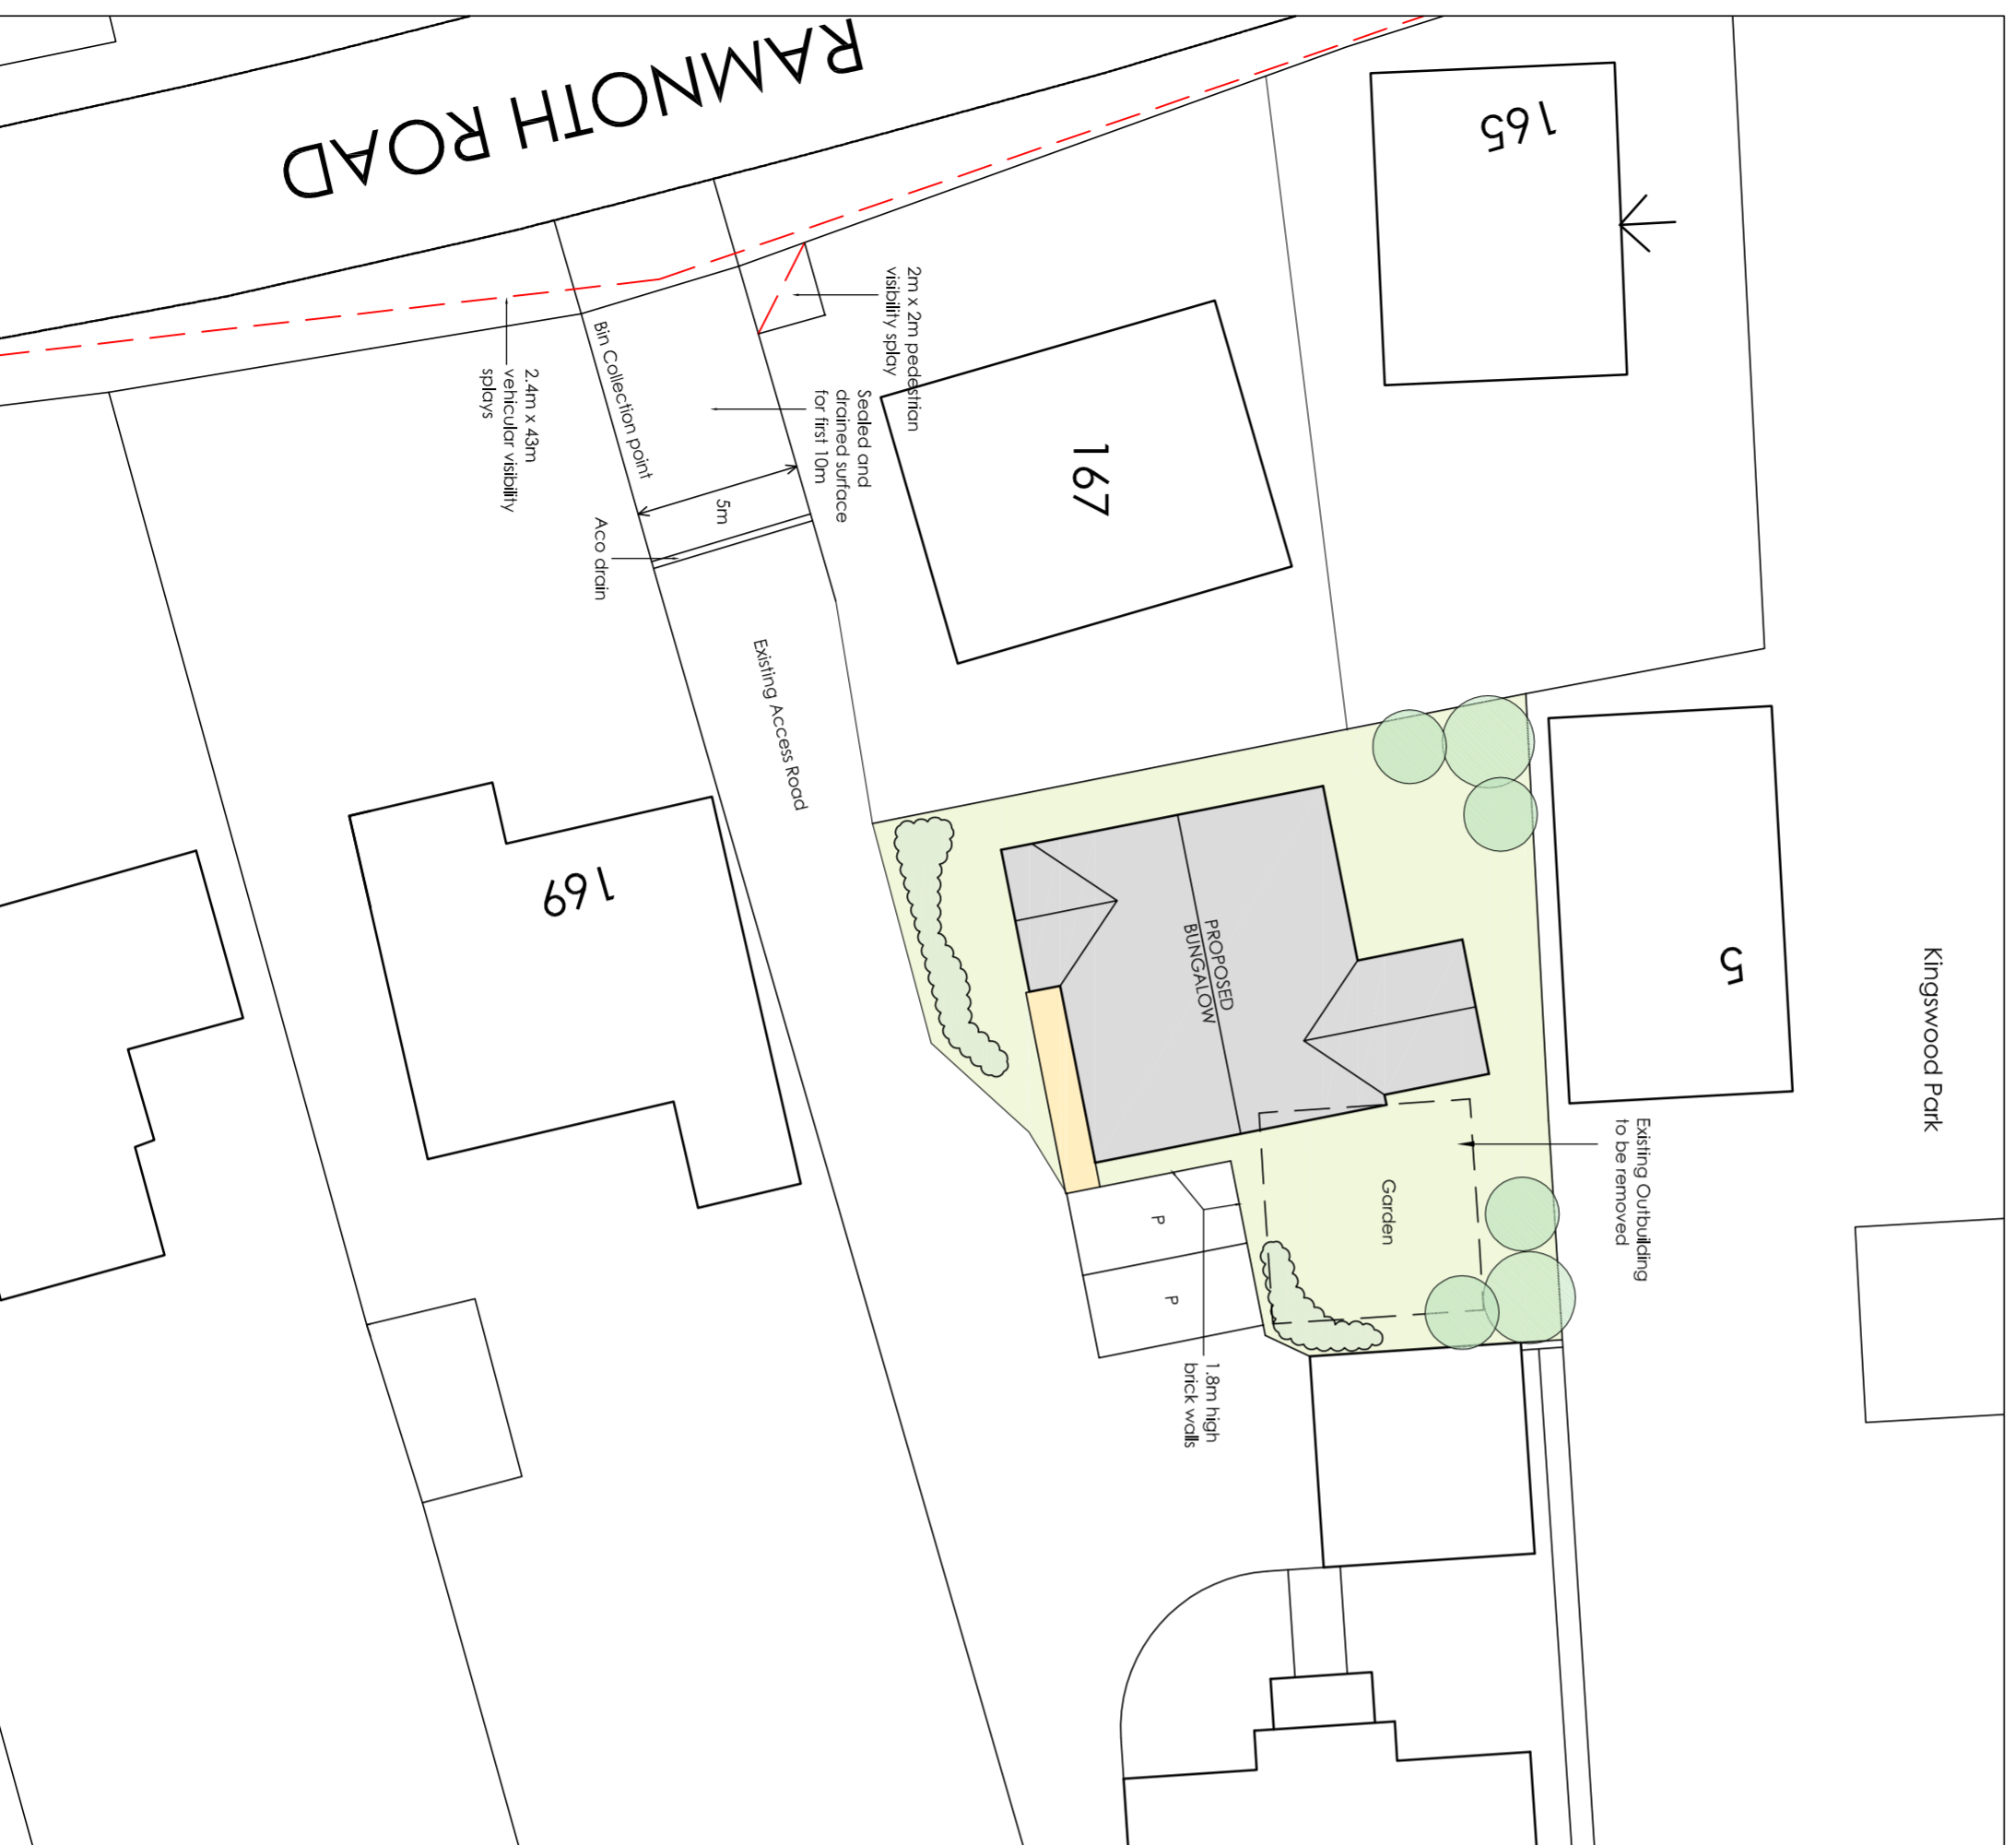 RAMNOTH ROAD
165
2m x 2m pedestrian
visibility splay
Sealed and
drained surface
for first 10m
167
Bin Collection point
2.4m x 43m
vehicular visibility
splays
5m
Aco drain
Existing Access Road
169
PROPOSED
BUNGALOW
5
Kingswood Park
Existing Outbuilding
to be removed
Garden
P
P
1.8m high
brick walls